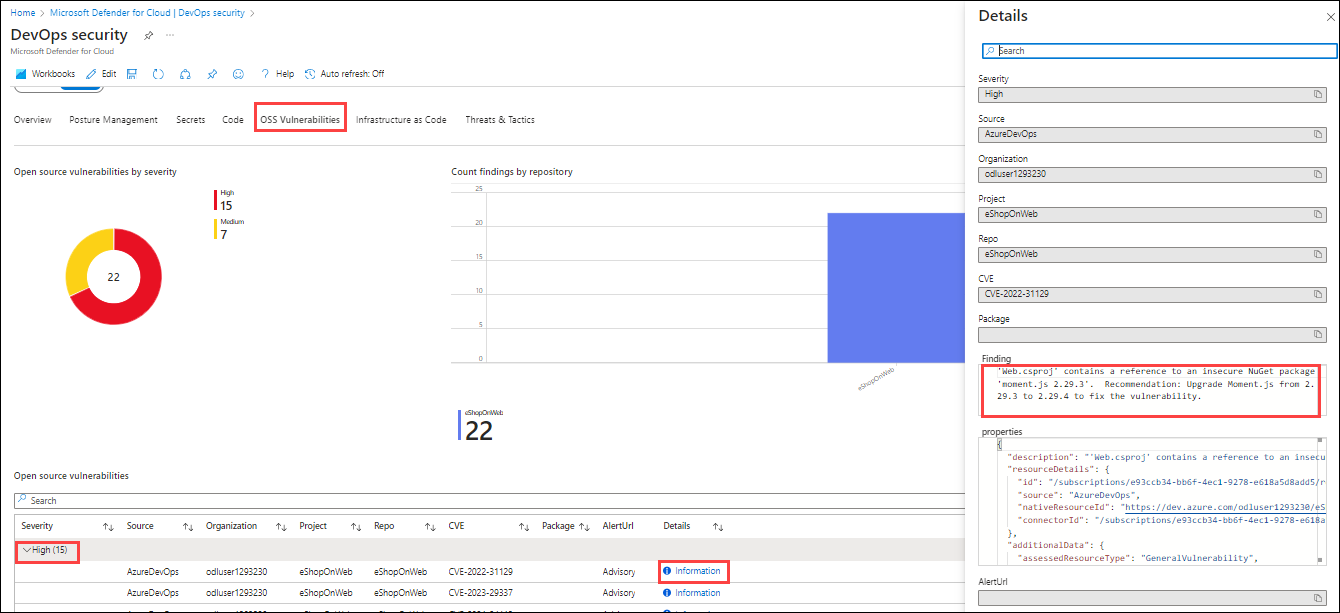 Home > Microsoft Defender for Cloud | DevOps security >
DevOps security
Microsoft Defender for Cloud
Workbooks Edit Help Auto refresh: Off
Overview Posture Management Secrets Code OSS Vulnerabilities Infrastructure as Code Threats & Tactics
Open source vulnerabilities by severity
High
15
Medium
7
22
Count findings by repository
25
20
15
10
5
0
eShopOnWeb
eShopOnWeb
22
Open source vulnerabilities
Search
Severity Source Organization Project Repo CVE Package AlertUrl Details
High (15)
AzureDevOps odluser1293230 eShopOnWeb eShopOnWeb CVE-2022-31129 Advisory Information
AzureDevOps odluser1293230 eShopOnWeb eShopOnWeb CVE-2023-29337 Advisory Information
Details
Search
Severity
High
Source
AzureDevOps
Organization
odluser1293230
Project
eShopOnWeb
Repo
eShopOnWeb
CVE
CVE-2022-31129
Package
Finding
'Web.csproj' contains a reference to an insecure NuGet package
'moment.js 2.29.3'. Recommendation: Upgrade Moment.js from 2.
29.3 to 2.29.4 to fix the vulnerability.
properties
{
"description": "'Web.csproj' contains a reference to an insecu
"resourceDetails": {
"id": "/subscriptions/e93ccb34-bb6f-4ec1-9278-e618a5d8add5/r
"source": "AzureDevOps",
"nativeResourceId": "https://dev.azure.com/odluser1293230/eS
"connectorId": "/subscriptions/e93ccb34-bb6f-4ec1-9278-e618a
},
"additionalData": {
"assessedResourceType": "GeneralVulnerability",
AlertUrl